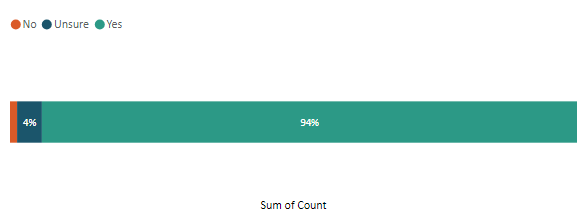 No Unsure Yes
4% 94%
Sum of Count